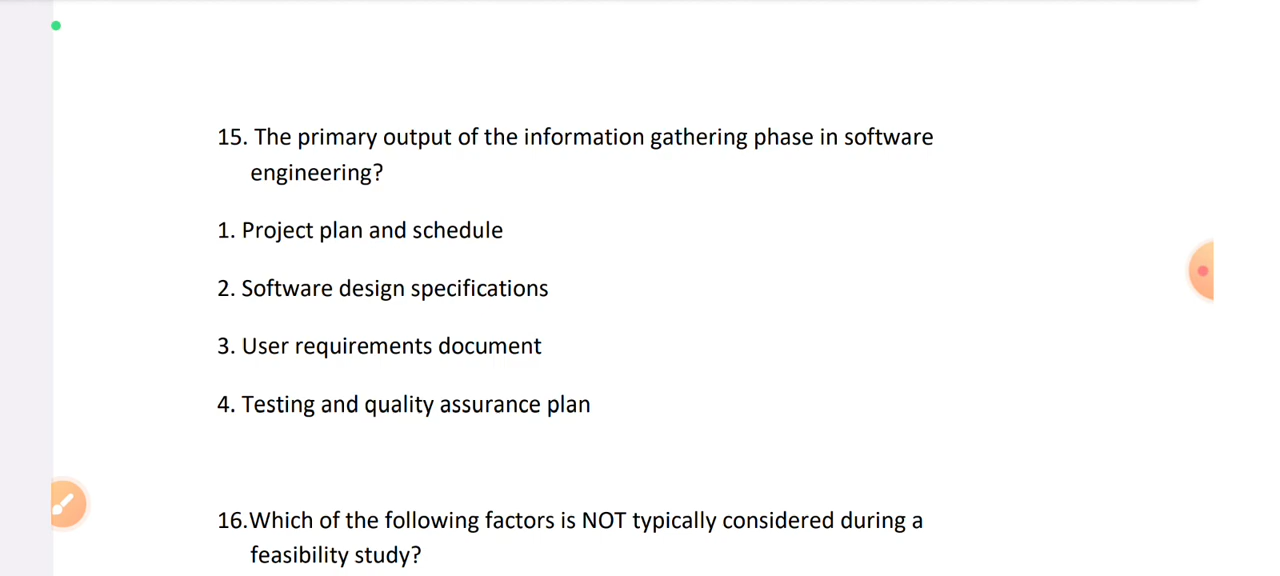 15. The primary output of the information gathering phase in software
engineering?
1. Project plan and schedule
2. Software design specifications
3. User requirements document
4. Testing and quality assurance plan
16.Which of the following factors is NOT typically considered during a
feasibility study?